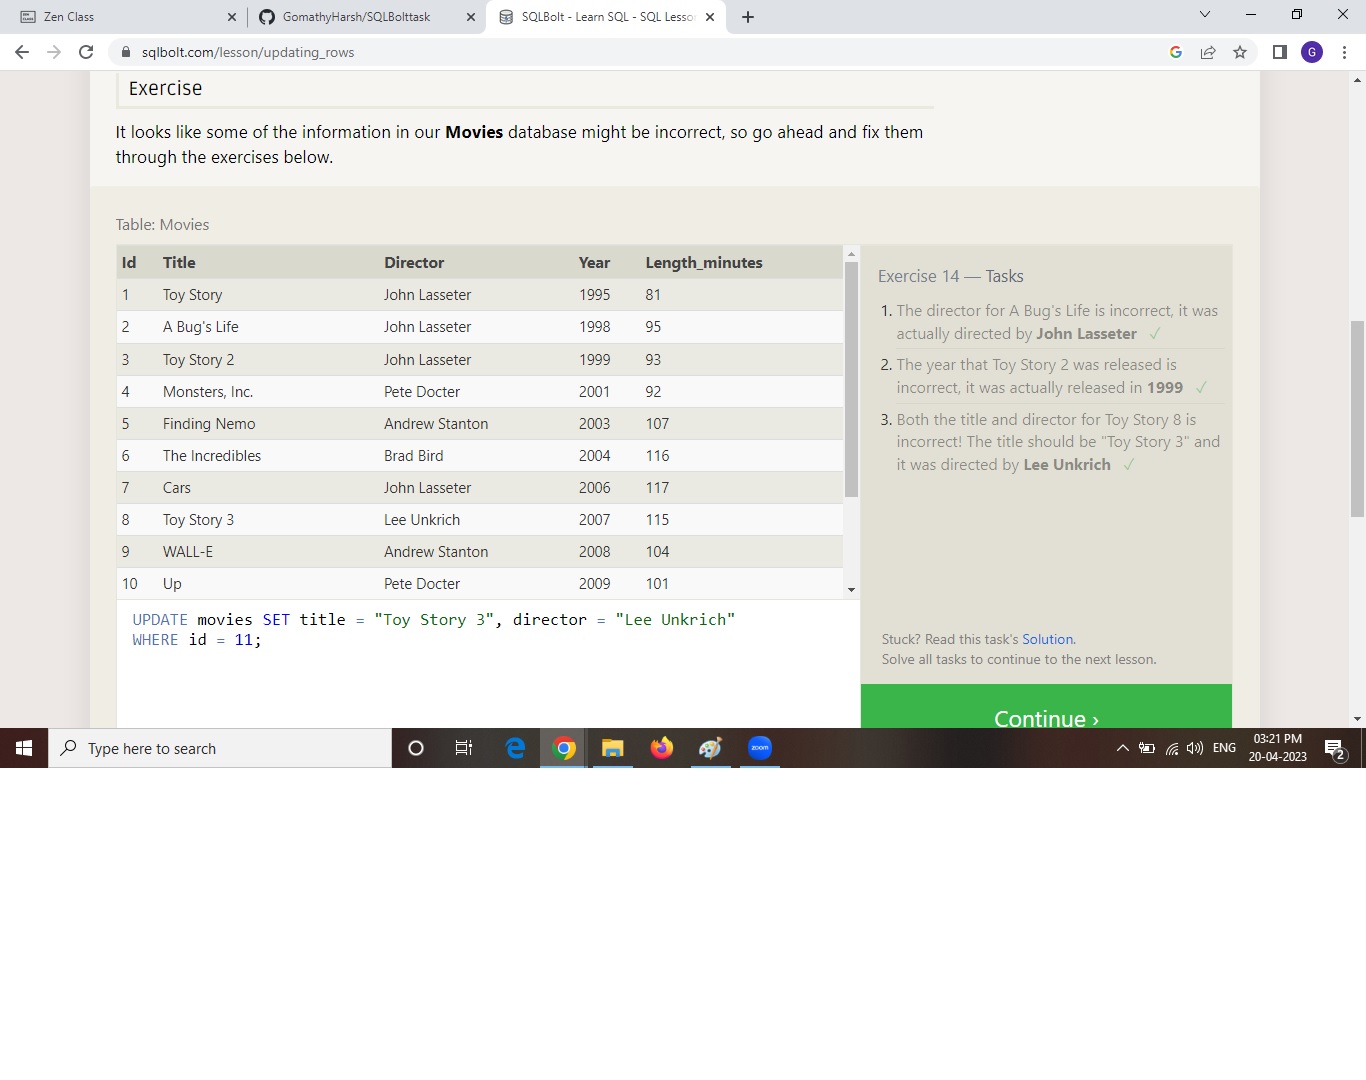 Zen Class
GomathyHarsh/SQLBolttask
SQLBolt - Learn SQL - SQL Lesso
sqlbolt.com/lesson/updating_rows
G
Exercise
It looks like some of the information in our Movies database might be incorrect, so go ahead and fix them
through the exercises below.
Table: Movies
Id Title Director Year Length_minutes
1 Toy Story John Lasseter 1995 81
2 A Bug's Life John Lasseter 1998 95
3 Toy Story 2 John Lasseter 1999 93
4 Monsters, Inc. Pete Docter 2001 92
5 Finding Nemo Andrew Stanton 2003 107
6 The Incredibles Brad Bird 2004 116
7 Cars John Lasseter 2006 117
8 Toy Story 3 Lee Unkrich 2007 115
9 WALL-E Andrew Stanton 2008 104
10 Up Pete Docter 2009 101
UPDATE movies SET title = "Toy Story 3", director = "Lee Unkrich"
WHERE id = 11;
Exercise 14 — Tasks
1. The director for A Bug's Life is incorrect, it was
actually directed by John Lasseter ✓
2. The year that Toy Story 2 was released is
incorrect, it was actually released in 1999 ✓
3. Both the title and director for Toy Story 8 is
incorrect! The title should be "Toy Story 3" and
it was directed by Lee Unkrich ✓
Stuck? Read this task's Solution.
Solve all tasks to continue to the next lesson.
Continue ›
Type here to search
zoom
ENG
03:21 PM
20-04-2023
2